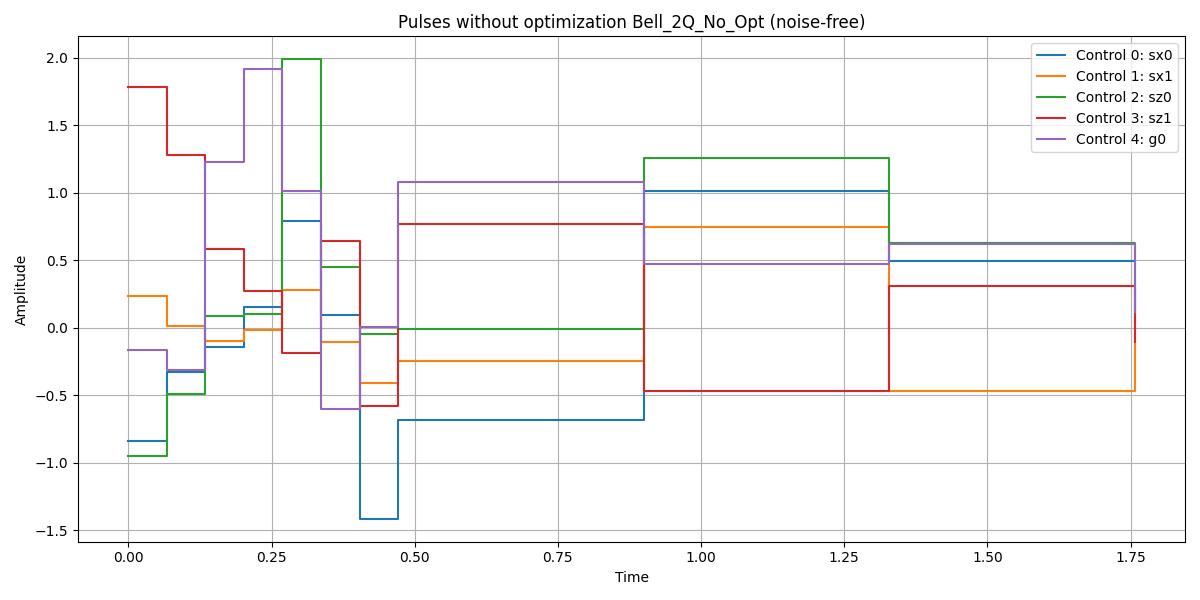 Pulses without optimization Bell_2Q_No_Opt (noise-free)
Control 0: sx0
Control 1: sx1
Control 2: sz0
Control 3: sz1
Control 4: g0
Amplitude
2.0
1.5
1.0
0.5
0.0
−0.5
−1.0
−1.5
0.00 0.25 0.50 0.75 1.00 1.25 1.50 1.75
Time